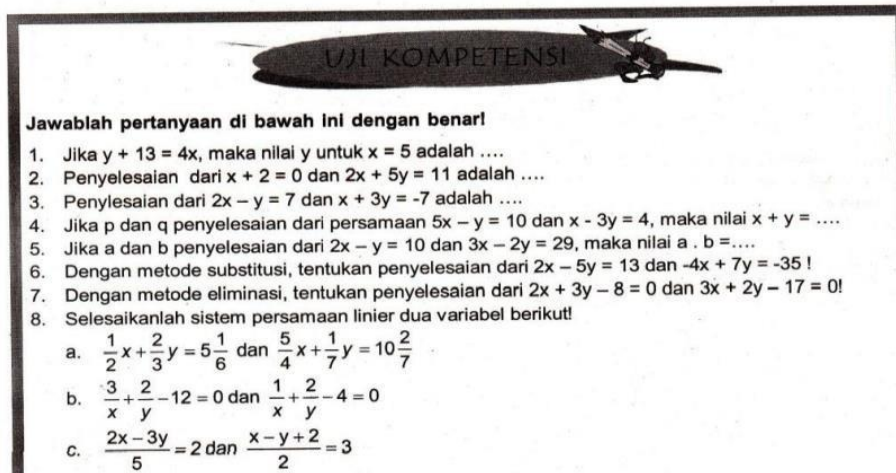 UJI KOMPETENSI
Jawablah pertanyaan di bawah ini dengan benar!
1. Jika y + 13 = 4x, maka nilai y untuk x = 5 adalah ....
2. Penyelesaian dari x + 2 = 0 dan 2x + 5y = 11 adalah ....
3. Penylesaian dari 2x – y = 7 dan x + 3y = -7 adalah ....
4. Jika p dan q penyelesaian dari persamaan 5x – y = 10 dan x - 3y = 4, maka nilai x + y = ....
5. Jika a dan b penyelesaian dari 2x – y = 10 dan 3x – 2y = 29, maka nilai a . b =....
6. Dengan metode substitusi, tentukan penyelesaian dari 2x – 5y = 13 dan -4x + 7y = -35 !
7. Dengan metode eliminasi, tentukan penyelesaian dari 2x + 3y – 8 = 0 dan 3x + 2y – 17 = 0!
8. Selesaikanlah sistem persamaan linier dua variabel berikut!
a. 1/2 x + 2/3 y = 5 1/6 dan 5/4 x + 1/7 y = 10 2/7
b. 3/x + 2/y – 12 = 0 dan 1/x + 2/y – 4 = 0
c. (2x – 3y)/5 = 2 dan (x – y + 2)/2 = 3